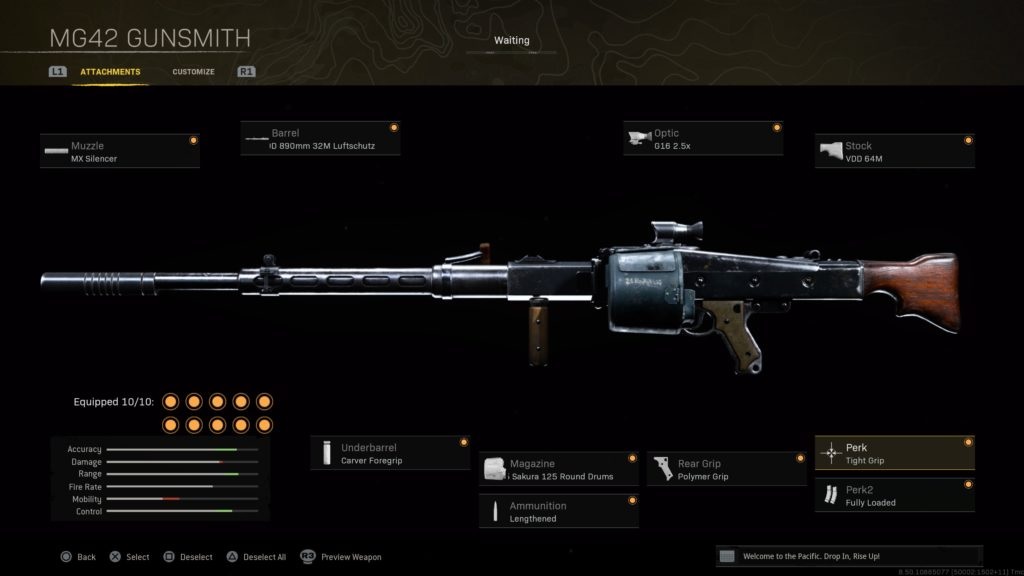 MG42 GUNSMITH
Waiting
L1 ATTACHMENTS CUSTOMIZE R1
Muzzle
MX Silencer
Barrel
D 890mm 32M Luftschutz
Optic
G16 2.5x
Stock
VDD 64M
Equipped 10/10:
Accuracy
Damage
Range
Fire Rate
Mobility
Control
Underbarrel
Carver Foregrip
Magazine
Sakura 125 Round Drums
Ammunition
Lengthened
Rear Grip
Polymer Grip
Perk
Tight Grip
Perk2
Fully Loaded
Back Select Deselect Deselect All R3 Preview Weapon
Welcome to the Pacific. Drop In, Rise Up!